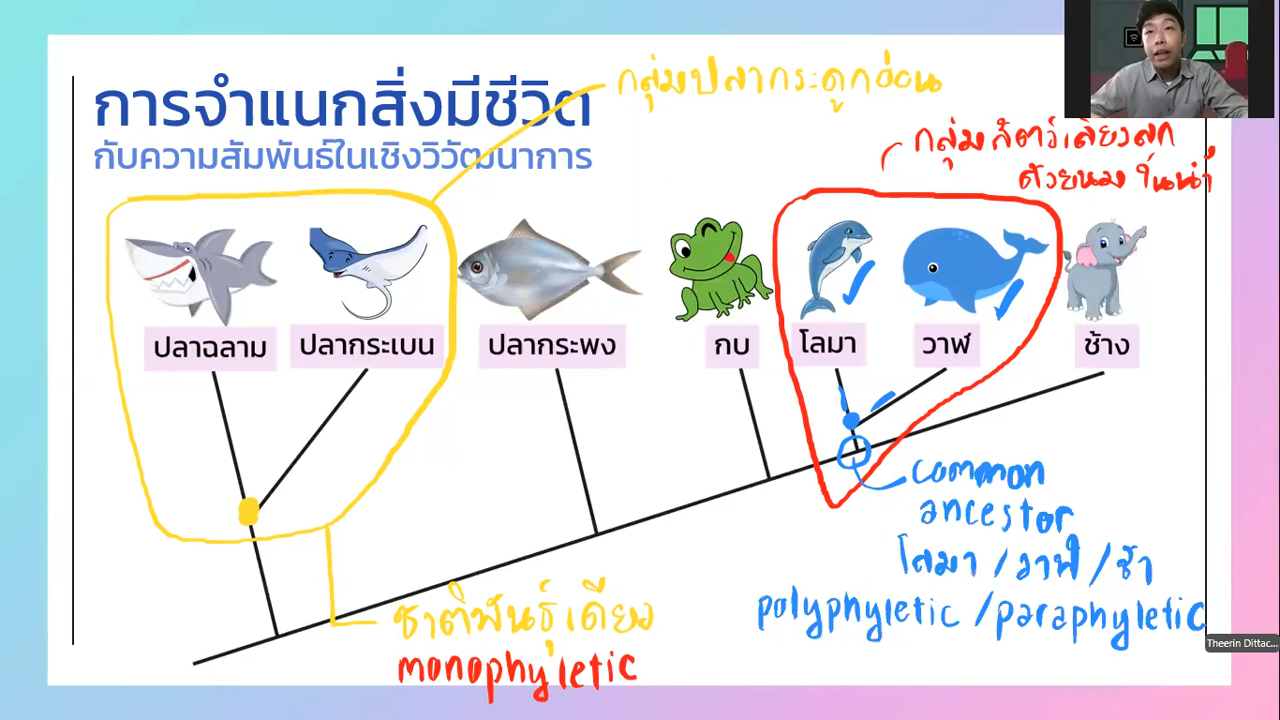 การจำแนกสิ่งมีชีวิต
กับความสัมพันธ์ในเชิงวิวัฒนาการ
กลุ่มปลากระดูกอ่อน
กลุ่มสัตว์เลี้ยงลูก
ด้วยนม ในน้ำ
ปลาฉลาม
ปลากระเบน
ปลากระพง
กบ
โลมา
วาฬ
ช้าง
common
ancestor
โลมา / วาฬ / ช้า
polyphyletic / paraphyletic
ชาติพันธุ์เดียว
monophyletic
Theerin Dittac...